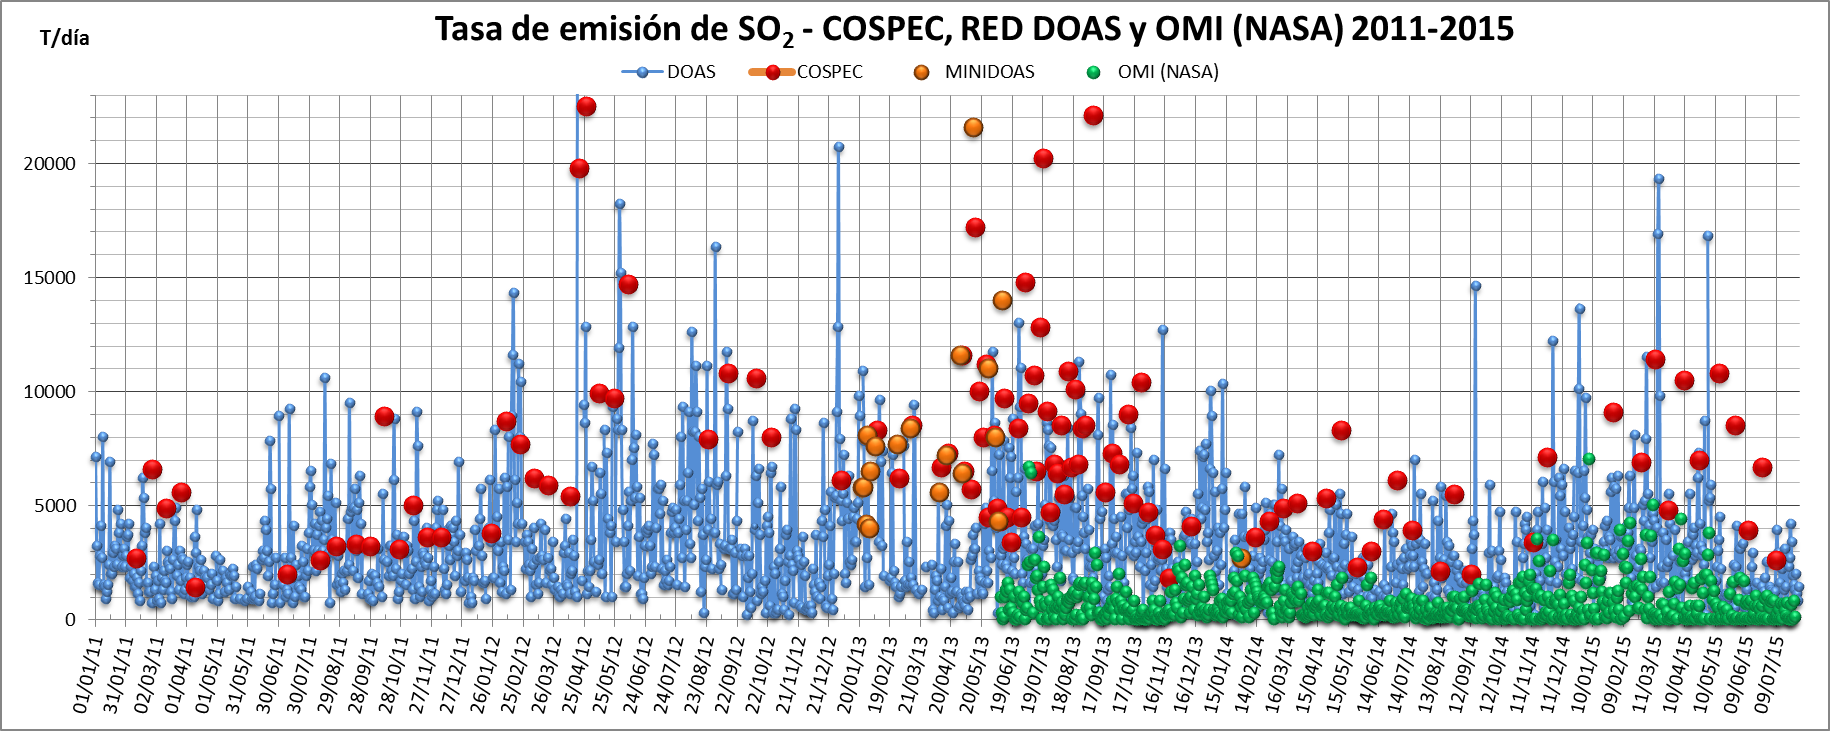 Tasa de emisión de SO2 - COSPEC, RED DOAS y OMI (NASA) 2011-2015
T/día
DOAS COSPEC MINIDOAS OMI (NASA)
20000
15000
10000
5000
0
01/01/11 31/01/11 02/03/11 01/04/11 01/05/11 31/05/11 30/06/11 30/07/11 29/08/11 28/09/11 28/10/11 27/11/11 27/12/11 26/01/12 25/02/12 26/03/12 25/04/12 25/05/12 24/06/12 24/07/12 23/08/12 22/09/12 22/10/12 21/11/12 21/12/12 20/01/13 19/02/13 21/03/13 20/04/13 20/05/13 19/06/13 19/07/13 18/08/13 17/09/13 17/10/13 16/11/13 16/12/13 15/01/14 14/02/14 16/03/14 15/04/14 15/05/14 14/06/14 14/07/14 13/08/14 12/09/14 12/10/14 11/11/14 11/12/14 10/01/15 09/02/15 11/03/15 10/04/15 10/05/15 09/06/15 09/07/15